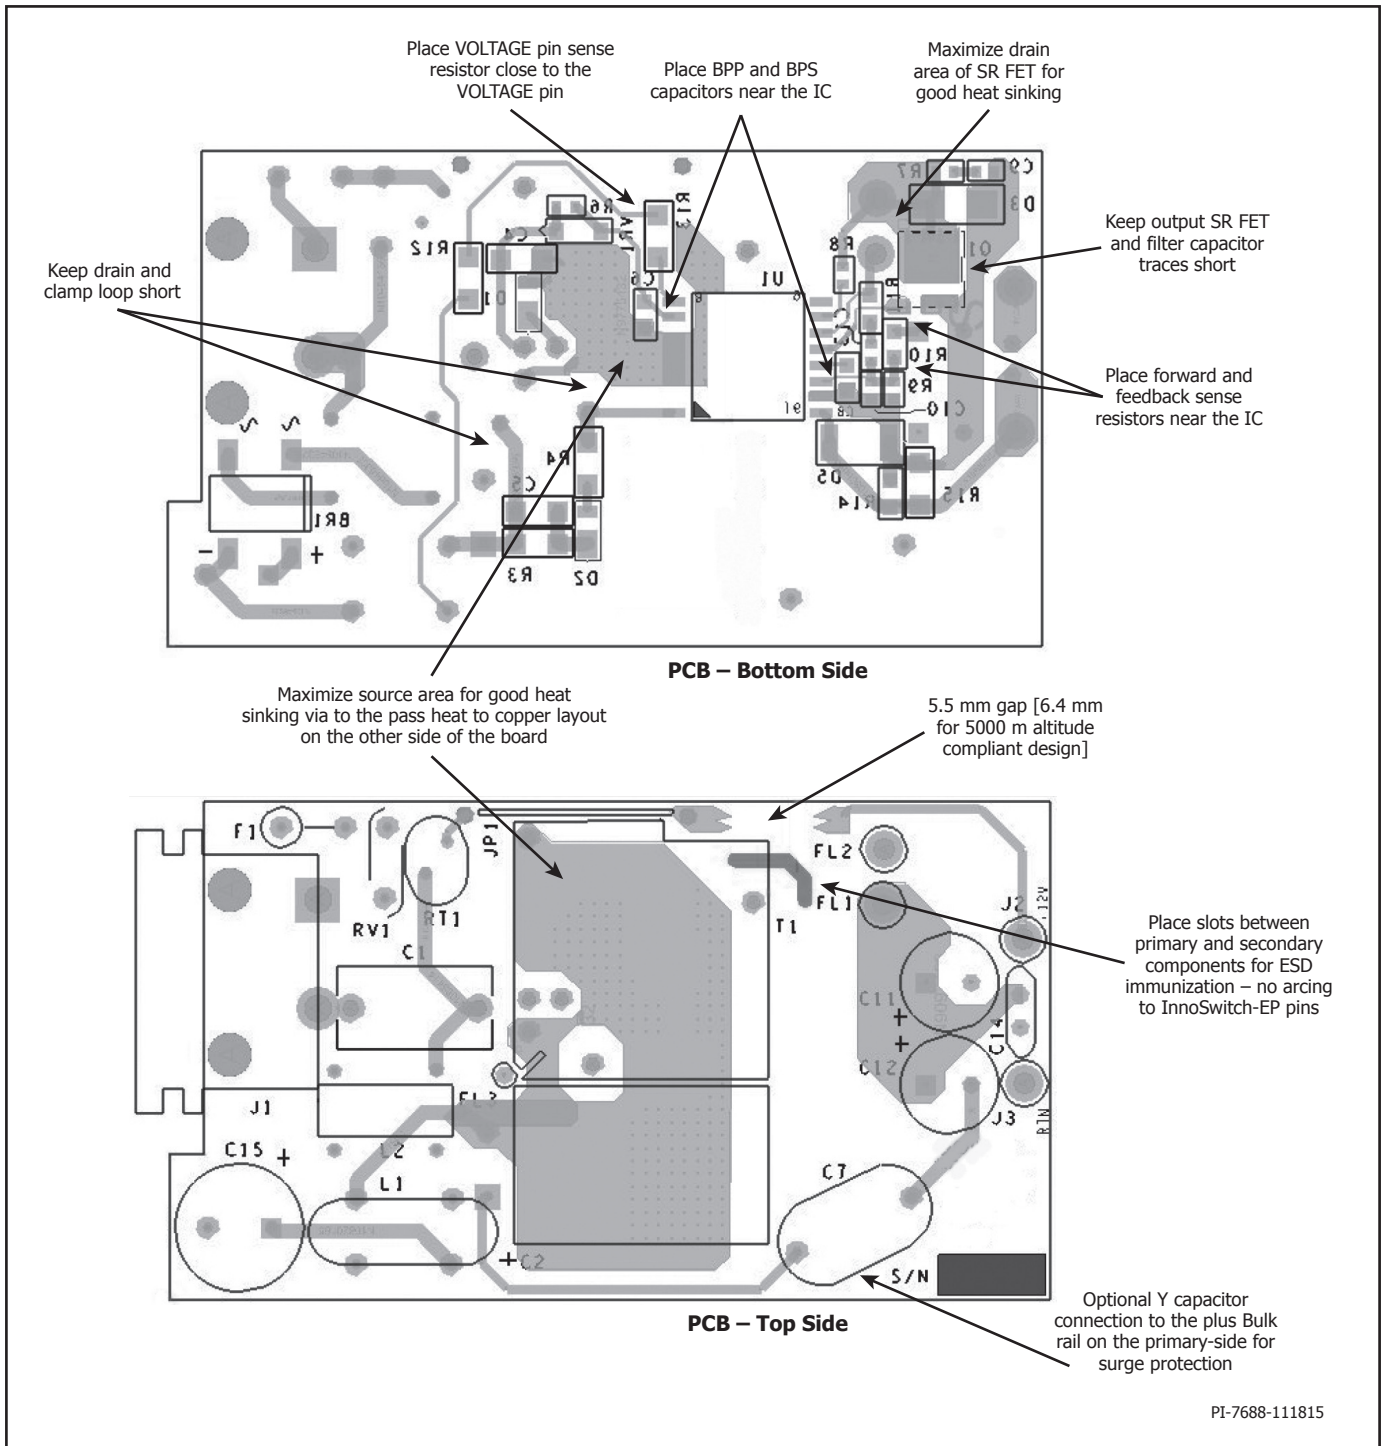 Place VOLTAGE pin sense
resistor close to the
VOLTAGE pin
Place BPP and BPS
capacitors near the IC
Maximize drain
area of SR FET for
good heat sinking
Keep output SR FET
and filter capacitor
traces short
Keep drain and
clamp loop short
Place forward and
feedback sense
resistors near the IC
R6
VR1
R13
C4
R12
D1
C6
U1
R7
C9
D3
Q1
R8
R10
R9
C10
R4
C5
R3
D2
D5
R14
R15
BR1
-
+
16
PCB – Bottom Side
Maximize source area for good heat
sinking via to the pass heat to copper layout
on the other side of the board
5.5 mm gap [6.4 mm
for 5000 m altitude
compliant design]
F1
JP1
RV1
RT1
C1
T1
FL2
FL1
J2
+12V
Place slots between
primary and secondary
components for ESD
immunization – no arcing
to InnoSwitch-EP pins
C11
+
+
C12
C14
J3
RTN
J1
FL3
L2
C15
+
L1
+
C2
C7
S/N
PCB – Top Side
Optional Y capacitor
connection to the plus Bulk
rail on the primary-side for
surge protection
PI-7688-111815